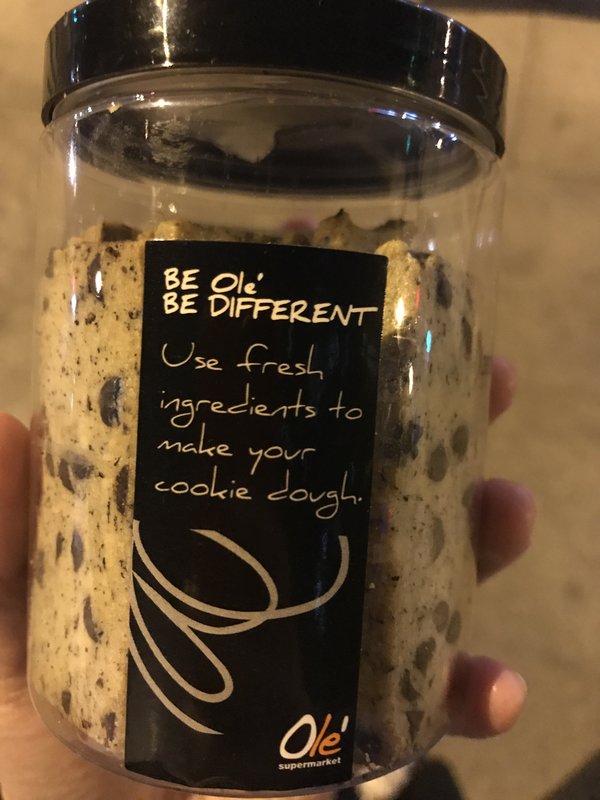 BE Ole'
BE DIFFERENT
Use fresh
ingredients to
make your
cookie dough.
Ole'
supermarket